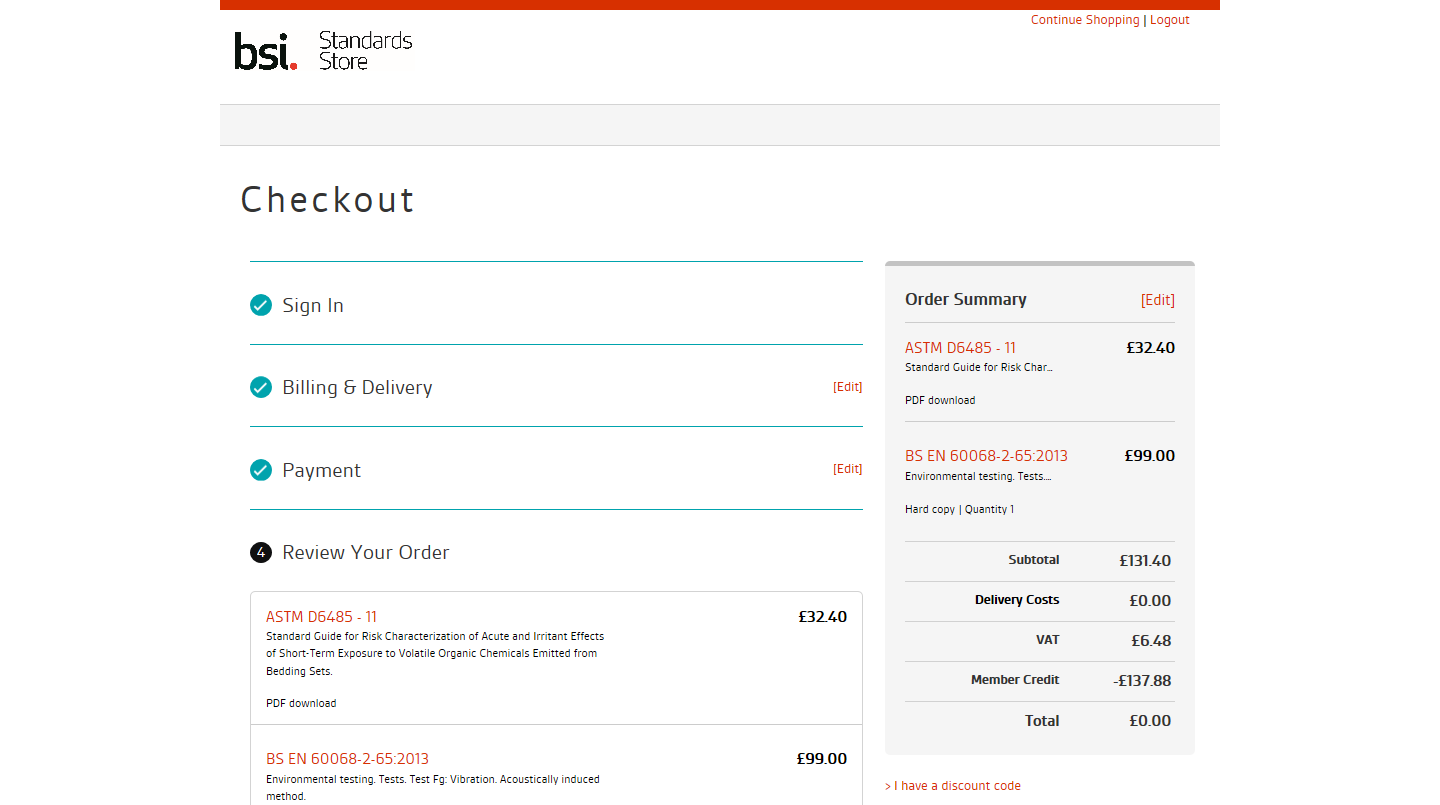 Continue Shopping | Logout
bsi. Standards
Store
Checkout
Sign In
Billing & Delivery [Edit]
Payment [Edit]
4 Review Your Order
ASTM D6485 - 11 £32.40
Standard Guide for Risk Characterization of Acute and Irritant Effects
of Short-Term Exposure to Volatile Organic Chemicals Emitted from
Bedding Sets.
PDF download
BS EN 60068-2-65:2013 £99.00
Environmental testing. Tests. Test Fg: Vibration. Acoustically induced
method.
Order Summary [Edit]
ASTM D6485 - 11 £32.40
Standard Guide for Risk Char...
PDF download
BS EN 60068-2-65:2013 £99.00
Environmental testing. Tests....
Hard copy | Quantity 1
Subtotal £131.40
Delivery Costs £0.00
VAT £6.48
Member Credit -£137.88
Total £0.00
> I have a discount code